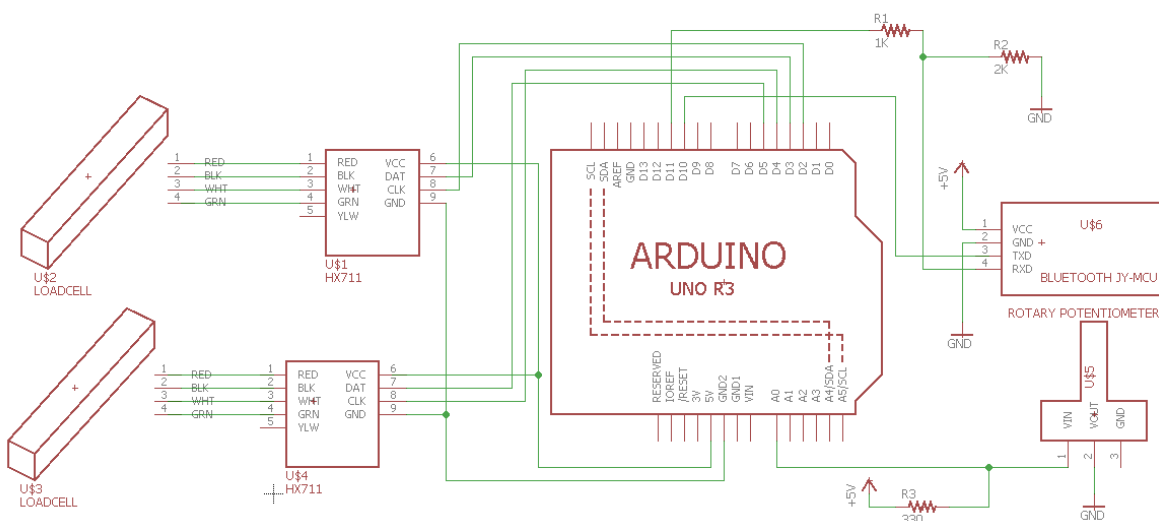 R1
1K
R2
2K
GND
+5V
1 RED 1 RED VCC 6
2 BLK 2 BLK DAT 7
3 WHT 3 WHT CLK 8
4 GRN 4 GRN GND 9
5 YLW
U$2
LOADCELL
U$1
HX711
SCL
SDA
AREF
GND
D13
D12
D11
D10
D9
D8
D7
D6
D5
D4
D3
D2
D1
D0
ARDUINO
UNO R3
RESERVED
IOREF
/RESET
3V
5V
GND2
GND1
VIN
A0
A1
A2
A3
A4/SDA
A5/SCL
U$6
1 VCC
2 GND
3 TXD
4 RXD
BLUETOOTH JY-MCU
GND
ROTARY POTENTIOMETER
U$5
VIN
VOUT
GND
1
2
3
GND
1 RED 1 RED VCC 6
2 BLK 2 BLK DAT 7
3 WHT 3 WHT CLK 8
4 GRN 4 GRN GND 9
5 YLW
U$3
LOADCELL
U$4
HX711
+5V
R3
330